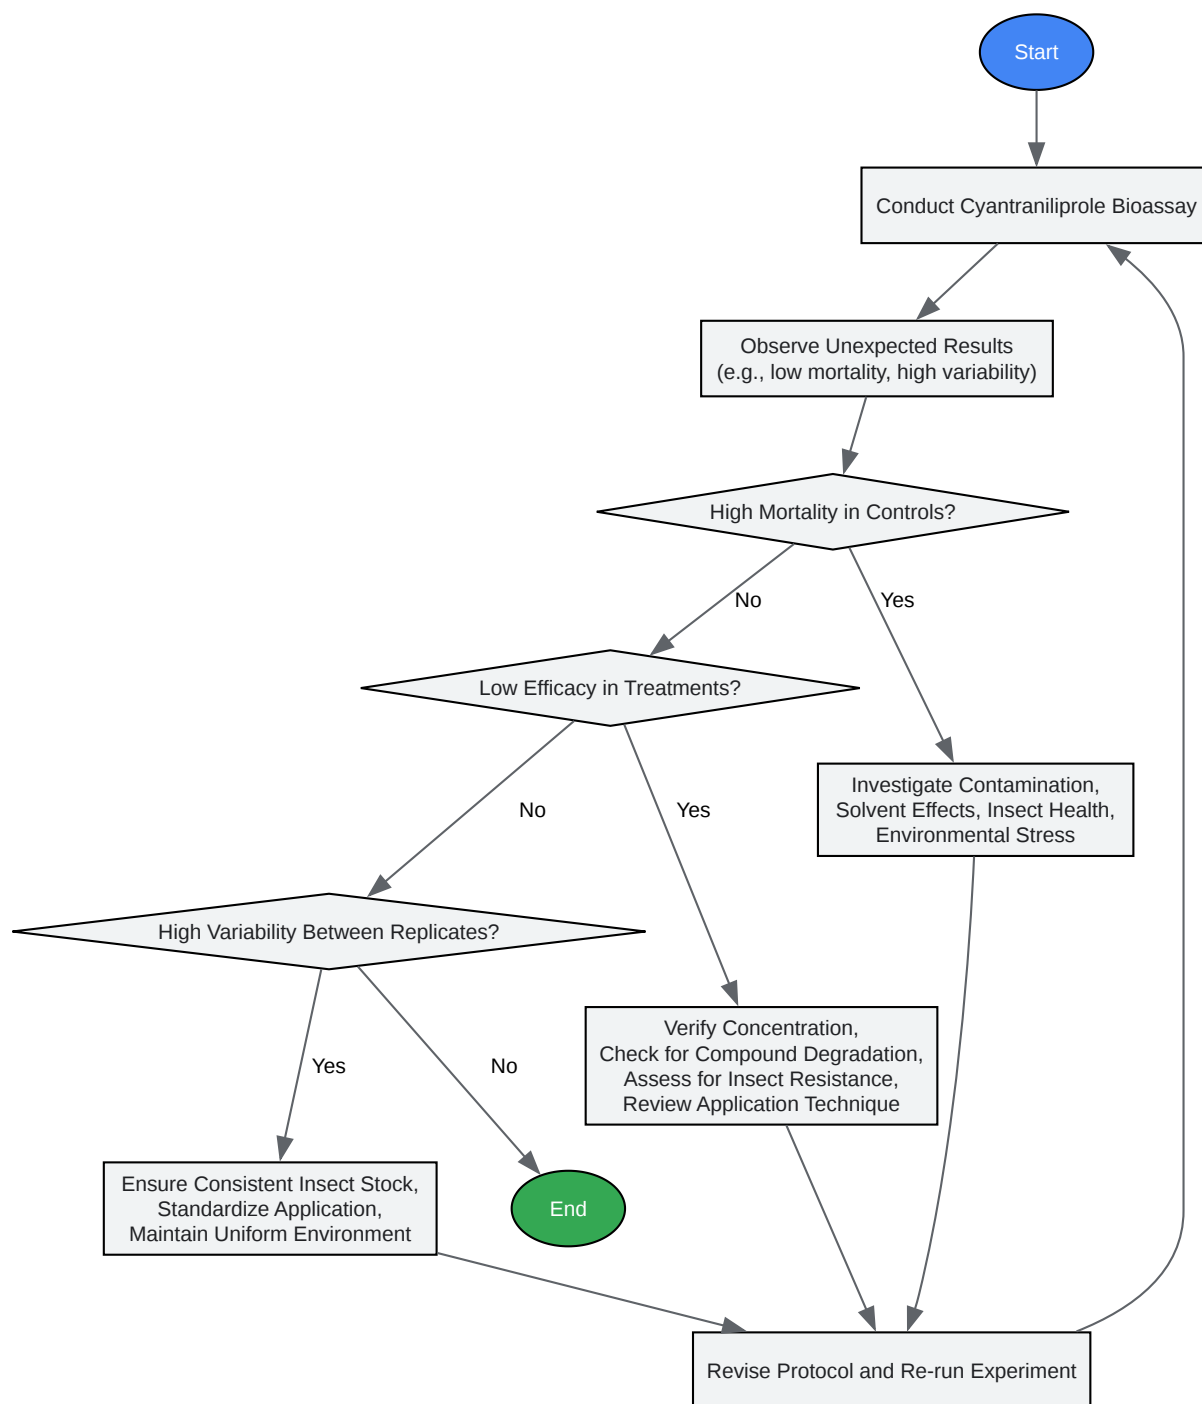 Start
Conduct Cyantraniliprole Bioassay
Observe Unexpected Results
(e.g., low mortality, high variability)
High Mortality in Controls?
No
Yes
Low Efficacy in Treatments?
Investigate Contamination,
Solvent Effects, Insect Health,
Environmental Stress
No
Yes
High Variability Between Replicates?
Verify Concentration,
Check for Compound Degradation,
Assess for Insect Resistance,
Review Application Technique
Yes
No
Ensure Consistent Insect Stock,
Standardize Application,
Maintain Uniform Environment
End
Revise Protocol and Re-run Experiment